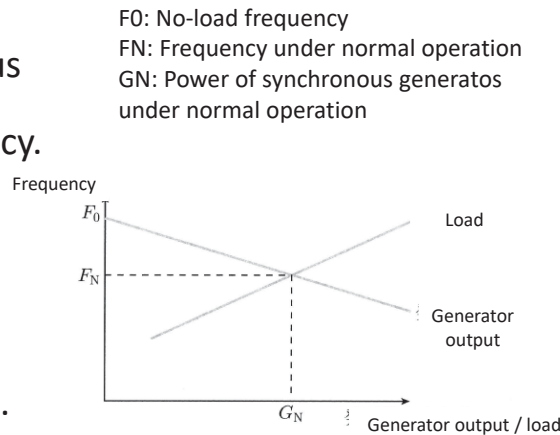 F0: No-load frequency
FN: Frequency under normal operation
GN: Power of synchronous generatos
under normal operation
us
cy.
Frequency
F0
Load
FN
Generator
output
.
GN
Generator output / load